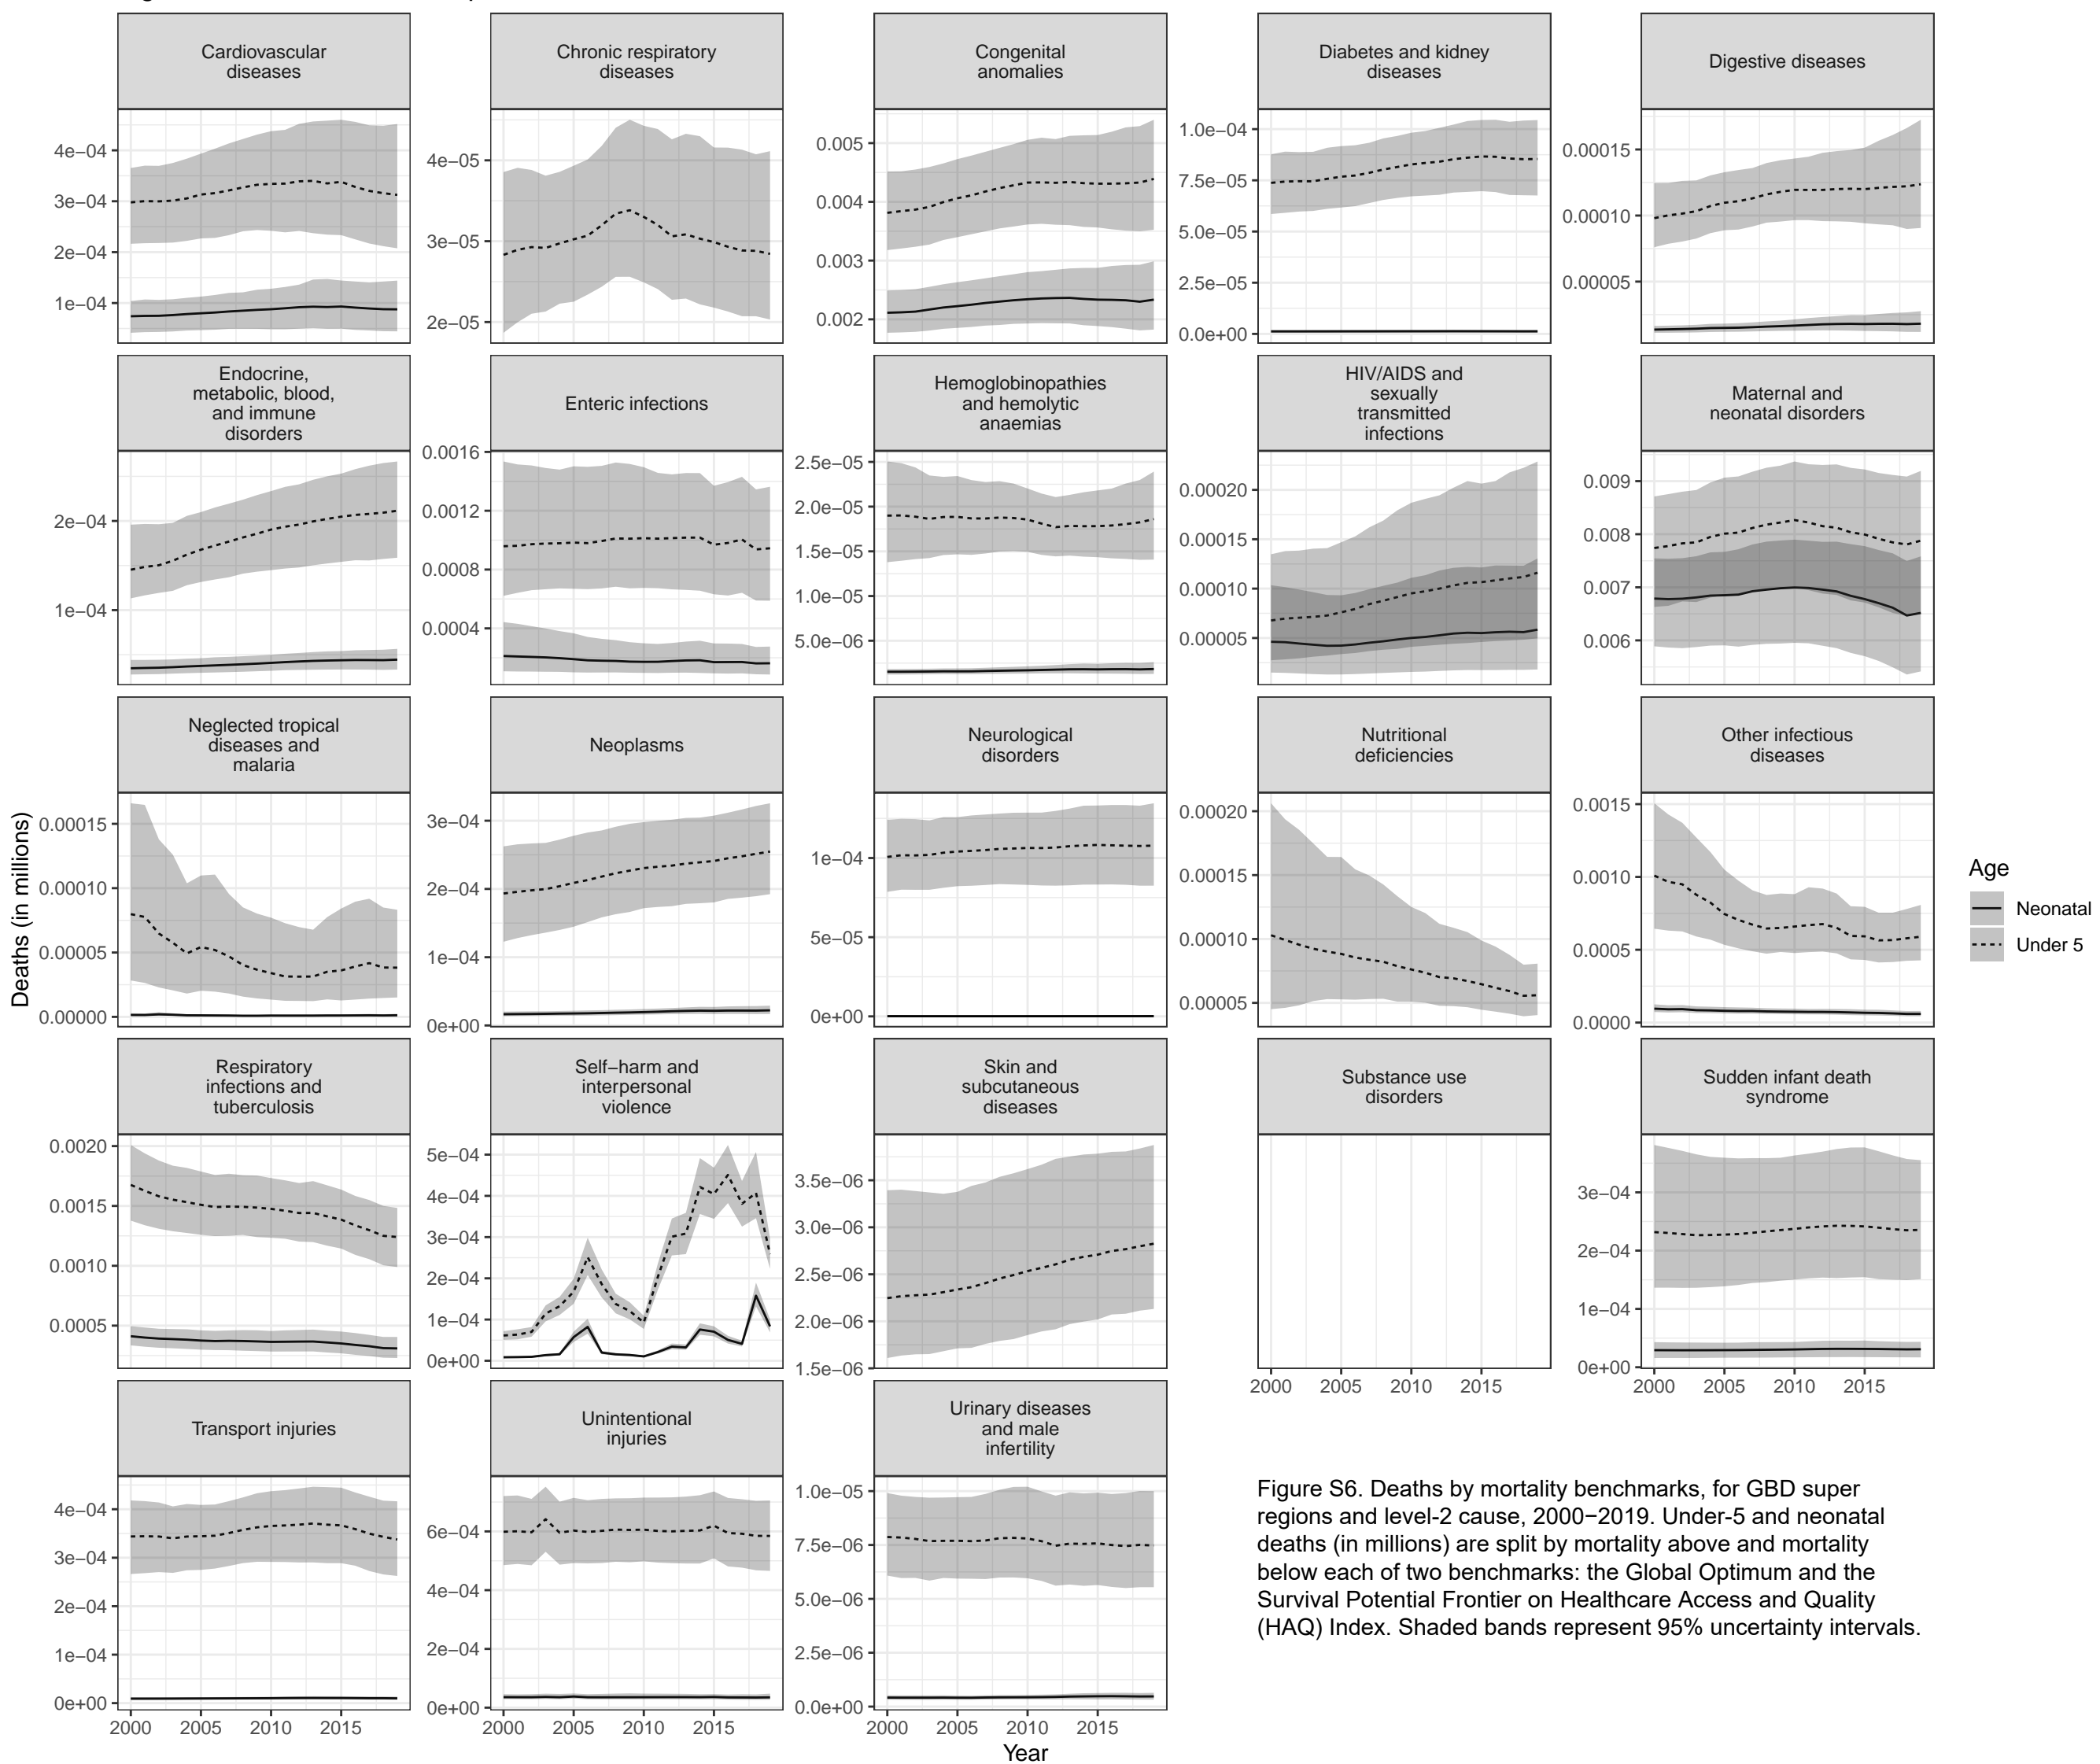 Cardiovascular
diseases
Chronic respiratory
diseases
Congenital
anomalies
Diabetes and kidney
diseases
Digestive diseases
4e−04
3e−04
2e−04
1e−04
4e−05
3e−05
2e−05
0.005
0.004
0.003
0.002
1.0e−04
7.5e−05
5.0e−05
2.5e−05
0.0e+00
0.00015
0.00010
0.00005
Endocrine,
metabolic, blood,
and immune
disorders
Enteric infections
Hemoglobinopathies
and hemolytic
anaemias
HIV/AIDS and
sexually
transmitted
infections
Maternal and
neonatal disorders
2e−04
1e−04
0.0016
0.0012
0.0008
0.0004
2.5e−05
2.0e−05
1.5e−05
1.0e−05
5.0e−06
0.00020
0.00015
0.00010
0.00005
0.009
0.008
0.007
0.006
Neglected tropical
diseases and
malaria
Neoplasms
Neurological
disorders
Nutritional
deficiencies
Other infectious
diseases
0.00015
0.00010
0.00005
0.00000
3e−04
2e−04
1e−04
0e+00
1e−04
5e−05
0e+00
0.00020
0.00015
0.00010
0.00005
0.0015
0.0010
0.0005
0.0000
Deaths (in millions)
Age
Neonatal
Under 5
Respiratory
infections and
tuberculosis
Self−harm and
interpersonal
violence
Skin and
subcutaneous
diseases
Substance use
disorders
Sudden infant death
syndrome
0.0020
0.0015
0.0010
0.0005
5e−04
4e−04
3e−04
2e−04
1e−04
0e+00
3.5e−06
3.0e−06
2.5e−06
2.0e−06
1.5e−06
3e−04
2e−04
1e−04
0e+00
2000 2005 2010 2015
2000 2005 2010 2015
Transport injuries
Unintentional
injuries
Urinary diseases
and male
infertility
4e−04
3e−04
2e−04
1e−04
0e+00
6e−04
4e−04
2e−04
0e+00
1.0e−05
7.5e−06
5.0e−06
2.5e−06
0.0e+00
2000 2005 2010 2015
2000 2005 2010 2015
2000 2005 2010 2015
Year
Figure S6. Deaths by mortality benchmarks, for GBD super
regions and level-2 cause, 2000−2019. Under-5 and neonatal
deaths (in millions) are split by mortality above and mortality
below each of two benchmarks: the Global Optimum and the
Survival Potential Frontier on Healthcare Access and Quality
(HAQ) Index. Shaded bands represent 95% uncertainty intervals.